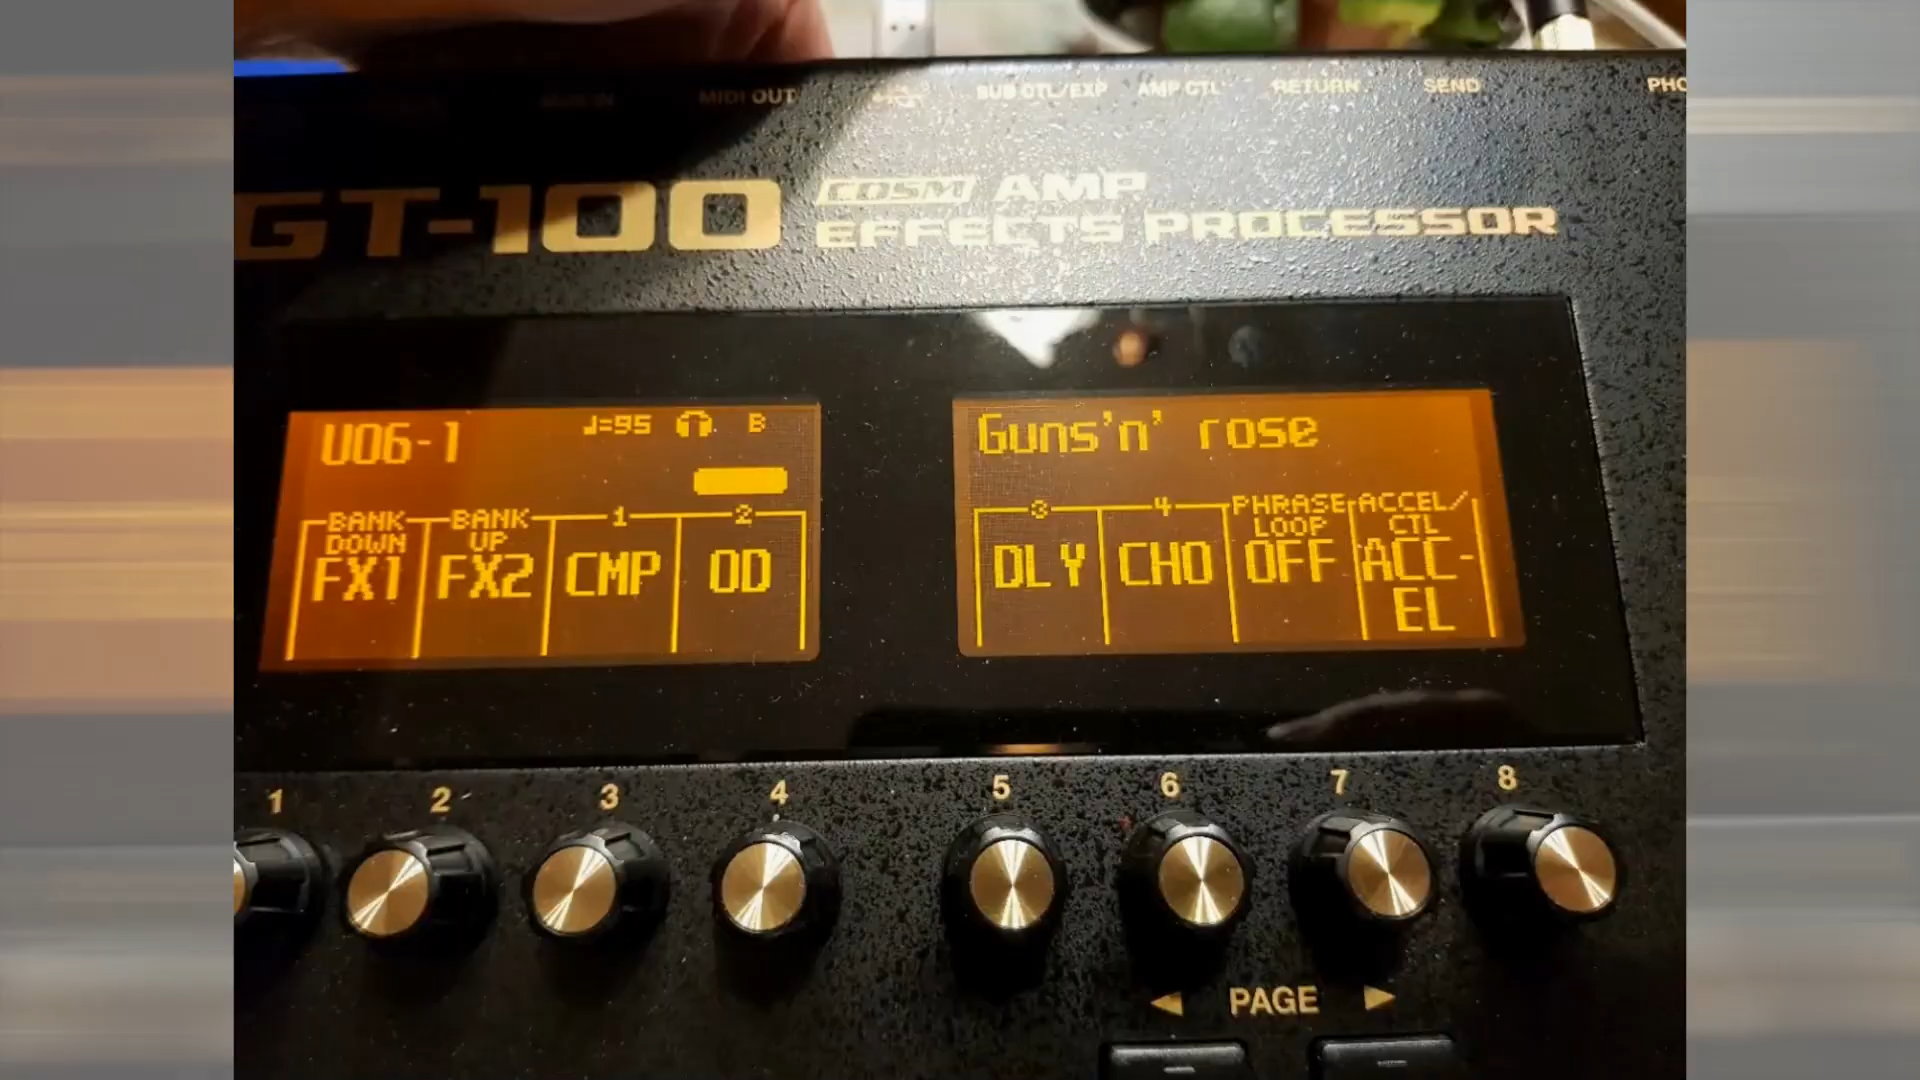 MIDI OUT
SUB CTL/EXP
AMP CTL
RETURN
SEND
GT-100
COSM AMP
EFFECTS PROCESSOR
U06-1
♩=95
B
BANK DOWN
FX1
BANK UP
FX2
1
CMP
2
OD
Guns'n' rose
3
DLY
4
CHO
PHRASE LOOP
OFF
ACCEL/CTL
ACC-
EL
1 2 3 4 5 6 7 8
PAGE